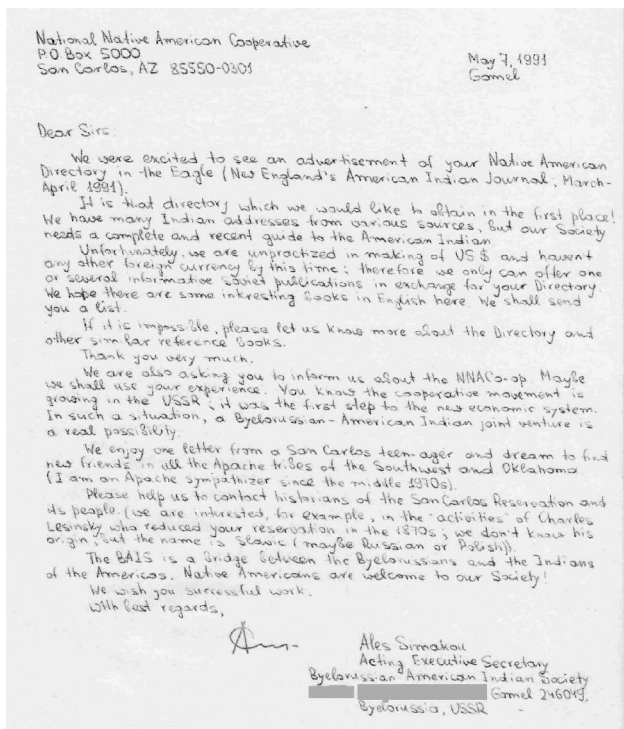 National Native American Cooperative
P.O. Box 5000
San Carlos, AZ 85550-0301
May 7, 1991
Gomel
Dear Sirs:
We were excited to see an advertisement of your Native American
Directory in the Eagle (New England's American Indian Journal, March-
April 1991).
It is that directory which we would like to obtain in the first place!
We have many Indian addresses from various sources, but our Society
needs a complete and recent guide to the American Indian.
Unfortunately, we are unpractized in making of US $ and haven't
any other foreign currency by this time; therefore we only can offer one
or several informative Soviet publications in exchange for your Directory.
We hope there are some intresting books in English here. We shall send
you a list.
If it is impossible, please let us know more about the Directory and
other similar reference books.
Thank you very much.
We are also asking you to inform us about the NNACo-op. Maybe
we shall use your experience. You know the cooperative movement is
growing in the USSR; it was the first step to the new economic system.
In such a situation, a Byelorussian-American Indian joint venture is
a real possibility.
We enjoy one letter from a San Carlos teen-ager and dream to find
new friends in all the Apache tribes of the Southwest and Oklahoma
(I am an Apache sympathizer since the middle 1970s).
Please help us to contact historians of the San Carlos Reservation and
its people. (We are interested, for example, in the "activities" of Charles
Lesinsky who reduced your reservation in the 1870s; we don't know his
origin, but the name is Slavic (maybe Russian or Polish)).
The BAIS is a bridge between the Byelorussians and the Indians
of the Americas. Native Americans are welcome to our Society!
We wish you successful work.
With best regards,
Ales Simakou
Acting Executive Secretary
Byelorussian American Indian Society
Gomel 246049,
Byelorussia, USSR